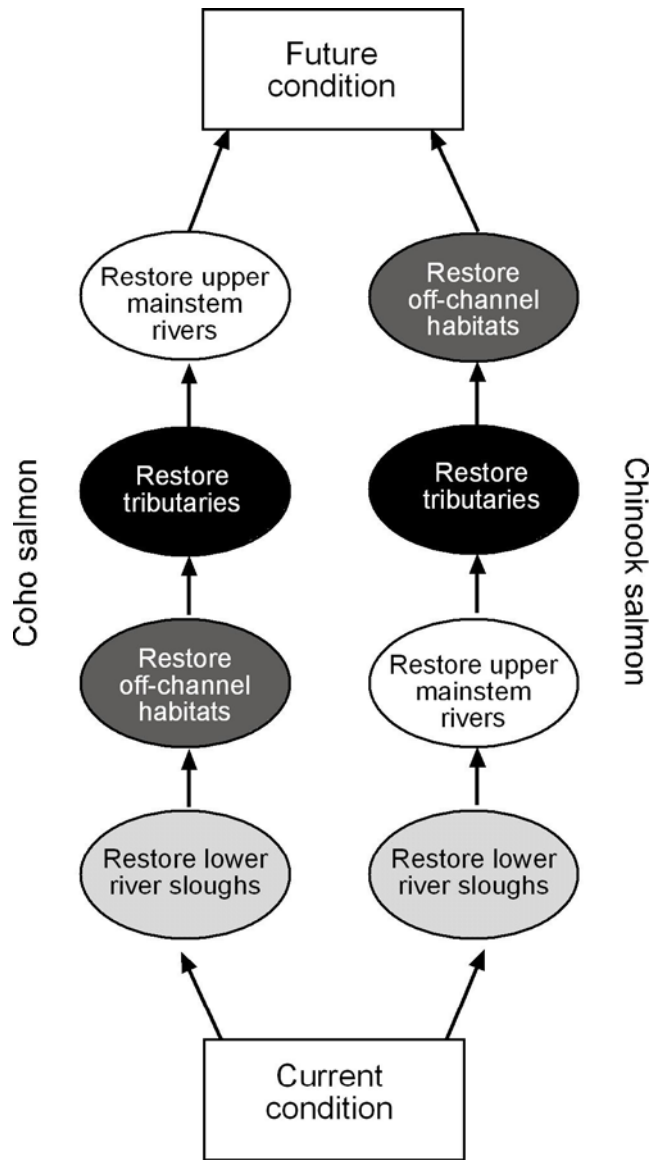 Future
condition
Restore upper
mainstem
rivers
Restore
off-channel
habitats
Restore
tributaries
Restore
tributaries
Coho salmon
Chinook salmon
Restore
off-channel
habitats
Restore upper
mainstem
rivers
Restore lower
river sloughs
Restore lower
river sloughs
Current
condition